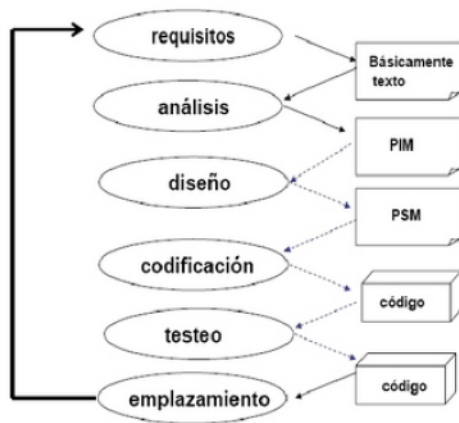 requisitos
Básicamente
texto
análisis
PIM
diseño
PSM
codificación
código
testeo
código
emplazamiento